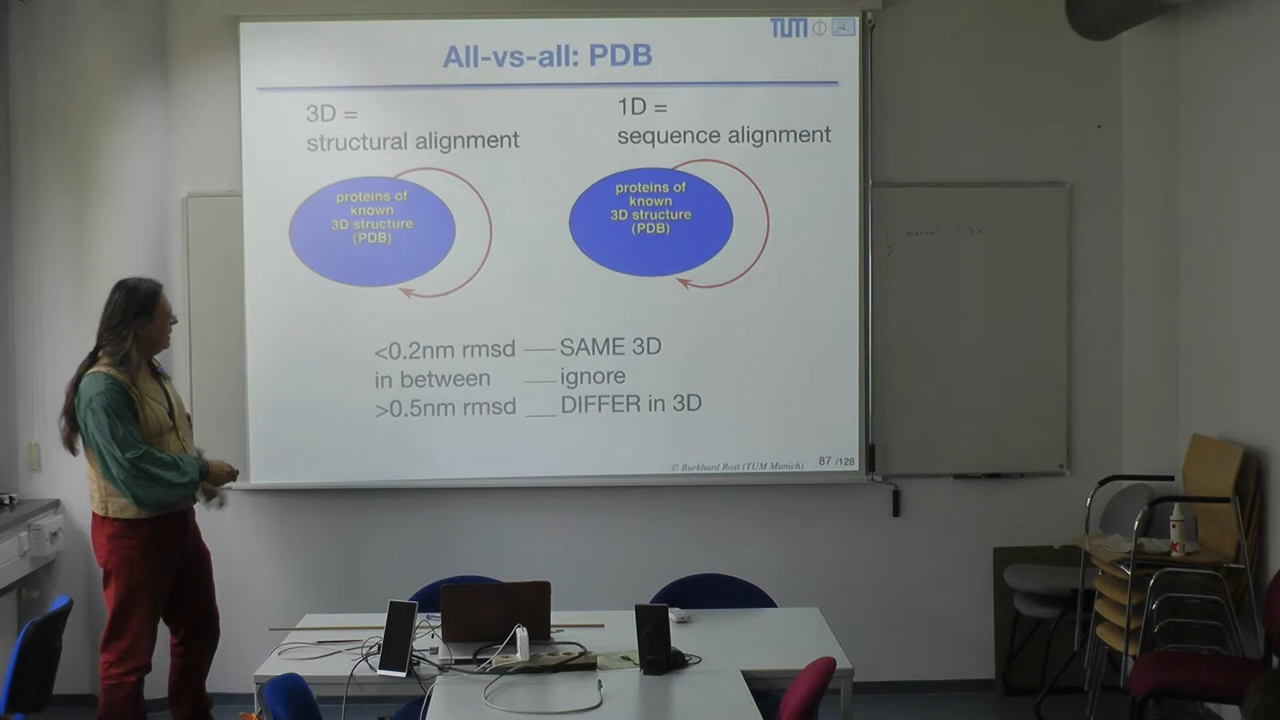 TUM
All-vs-all: PDB
3D =
structural alignment
1D =
sequence alignment
proteins of
known
3D structure
(PDB)
proteins of
known
3D structure
(PDB)
<0.2nm rmsd — SAME 3D
in between — ignore
>0.5nm rmsd __ DIFFER in 3D
© Burkhard Rost (TUM Munich)
87 /128